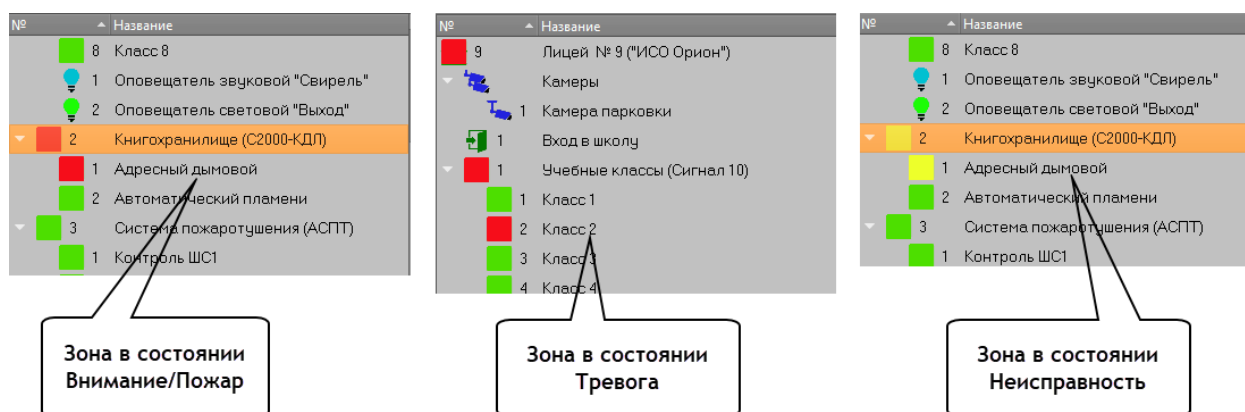 № Название
8 Класс 8
1 Оповещатель звуковой "Свирель"
2 Оповещатель световой "Выход"
2 Книгохранилище (С2000-КДЛ)
1 Адресный дымовой
2 Автоматический пламени
3 Система пожаротушения (АСПТ)
1 Контроль ШС1
Зона в состоянии
Внимание/Пожар
№ Название
9 Лицей № 9 ("ИСО Орион")
Камеры
1 Камера парковки
1 Вход в школу
1 Учебные классы (Сигнал 10)
1 Класс 1
2 Класс 2
3 Класс 3
4 Класс 4
Зона в состоянии
Тревога
№ Название
8 Класс 8
1 Оповещатель звуковой "Свирель"
2 Оповещатель световой "Выход"
2 Книгохранилище (С2000-КДЛ)
1 Адресный дымовой
2 Автоматический пламени
3 Система пожаротушения (АСПТ)
1 Контроль ШС1
Зона в состоянии
Неисправность